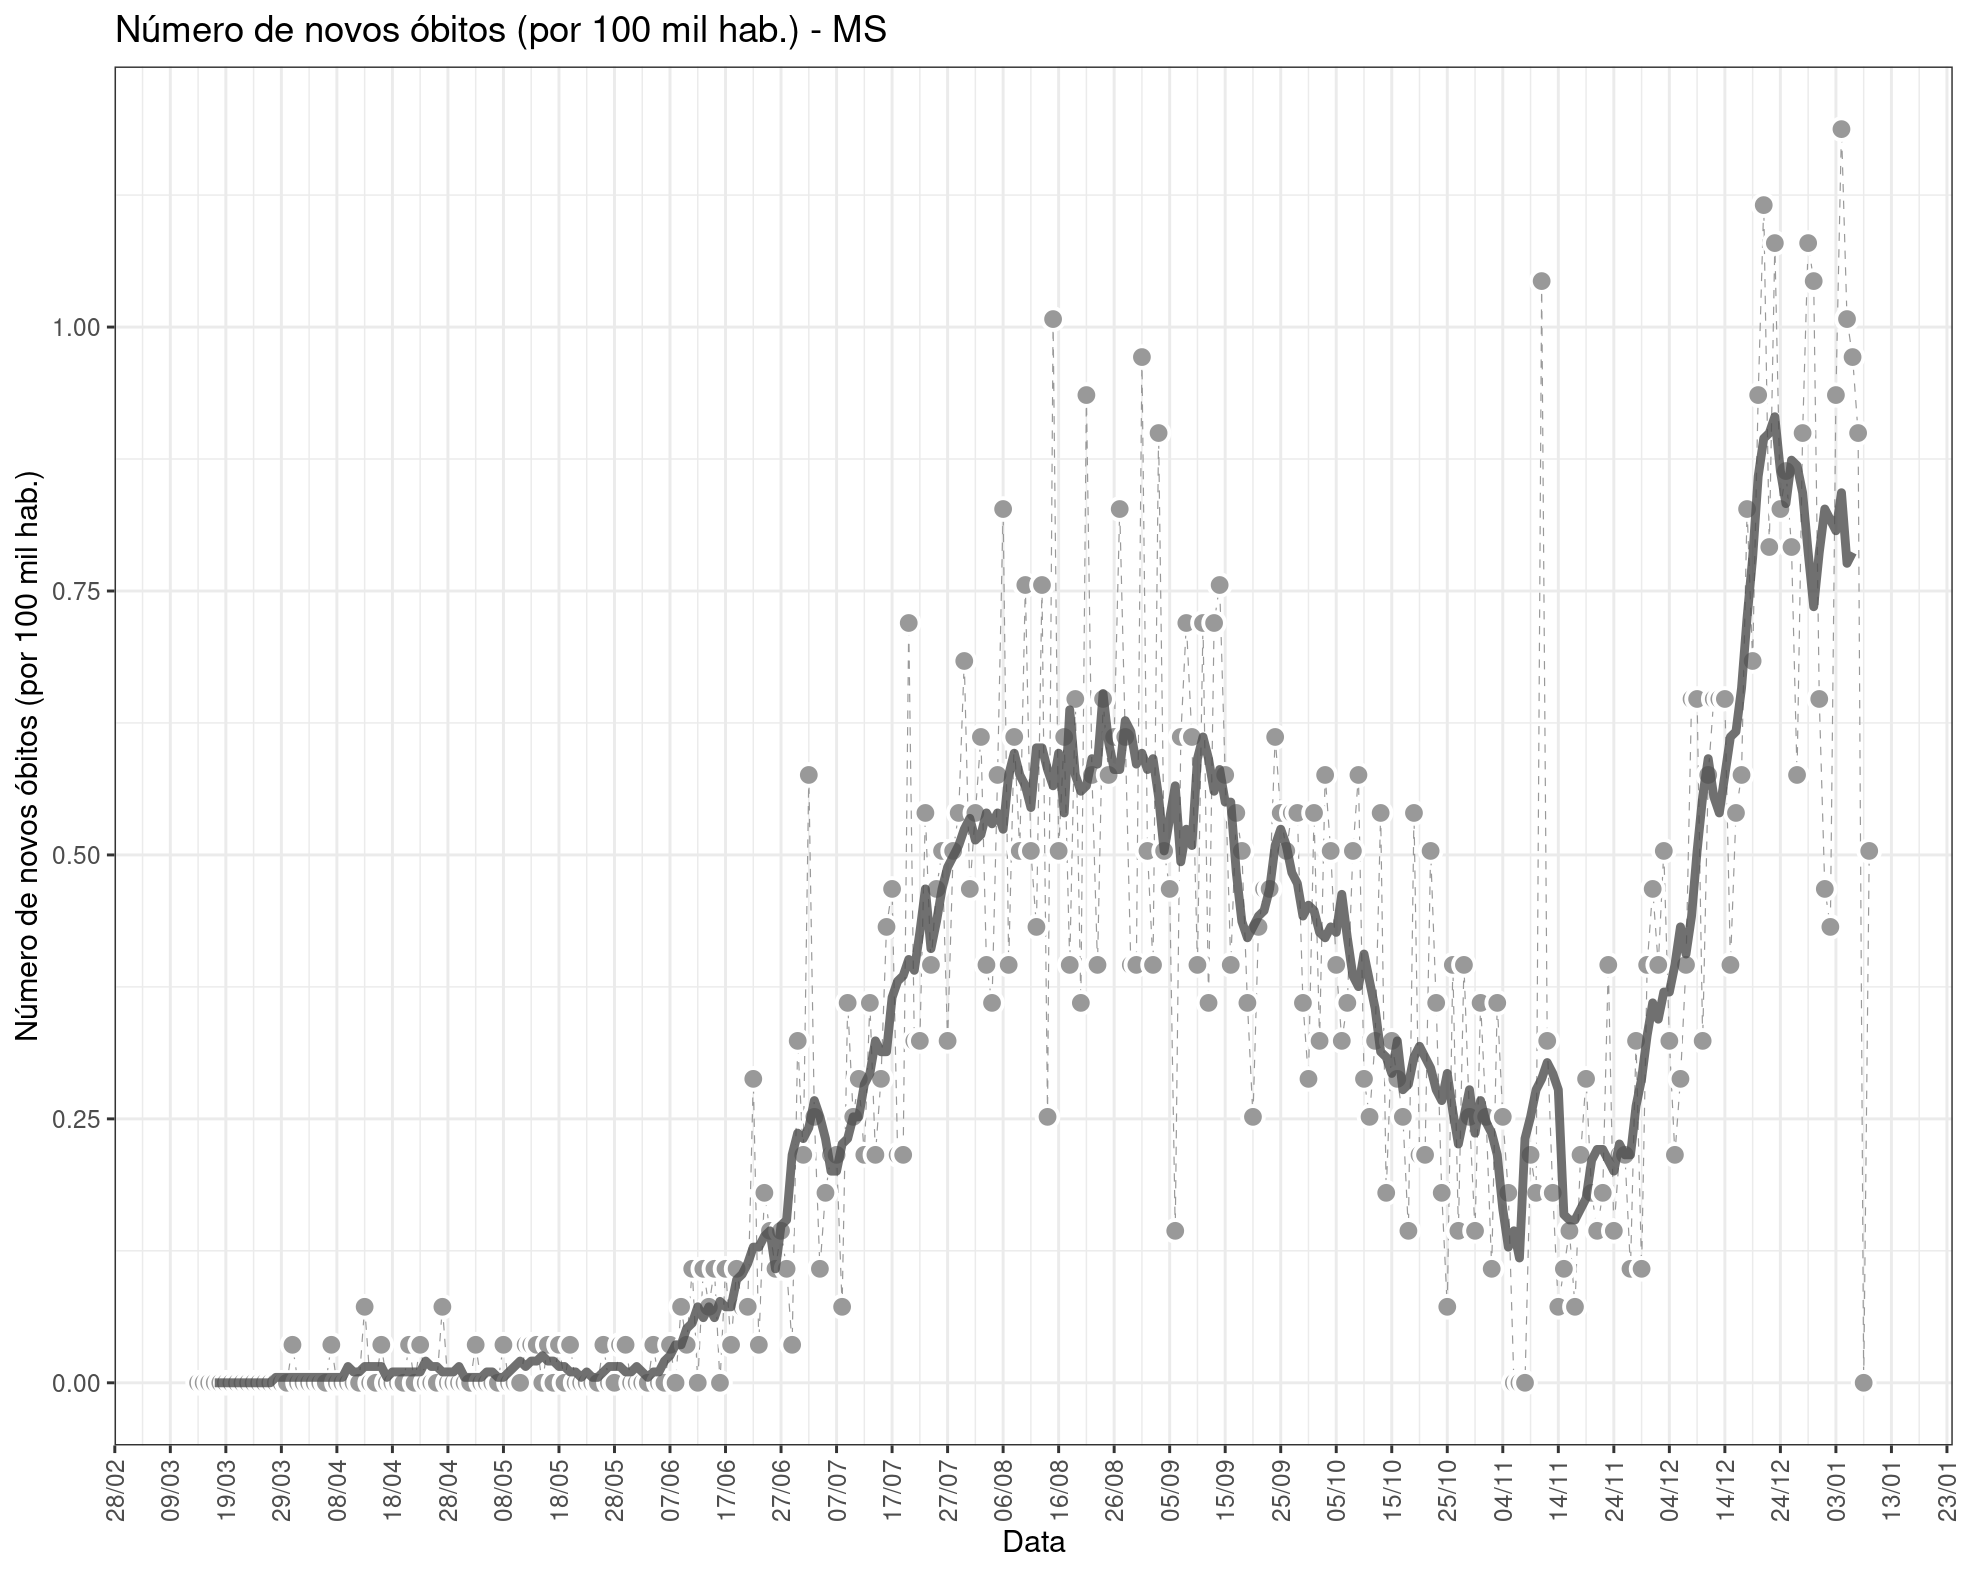 Número de novos óbitos (por 100 mil hab.) - MS
Número de novos óbitos (por 100 mil hab.)
1.00
0.75
0.50
0.25
0.00
28/02 09/03 19/03 29/03 08/04 18/04 28/04 08/05 18/05 28/05 07/06 17/06 27/06 07/07 17/07 27/07 06/08 16/08 26/08 05/09 15/09 25/09 05/10 15/10 25/10 04/11 14/11 24/11 04/12 14/12 24/12 03/01 13/01 23/01
Data